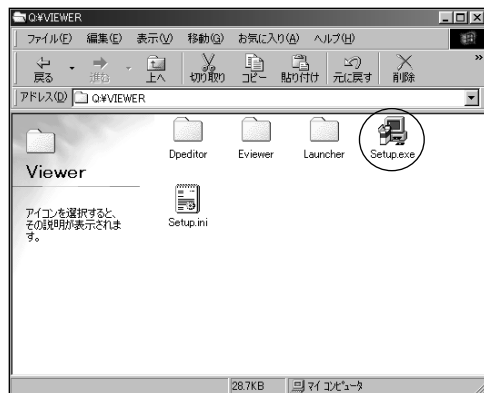 Q:¥VIEWER
ファイル(F) 編集(E) 表示(V) 移動(G) お気に入り(A) ヘルプ(H)
戻る 進む 上へ 切り取り コピー 貼り付け 元に戻す 削除 »
アドレス(D) Q:¥VIEWER
Viewer
アイコンを選択すると、
その説明が表示されま
す。
Dpeditor Eviewer Launcher Setup.exe
Setup.ini
28.7KB マイ コンピュータ